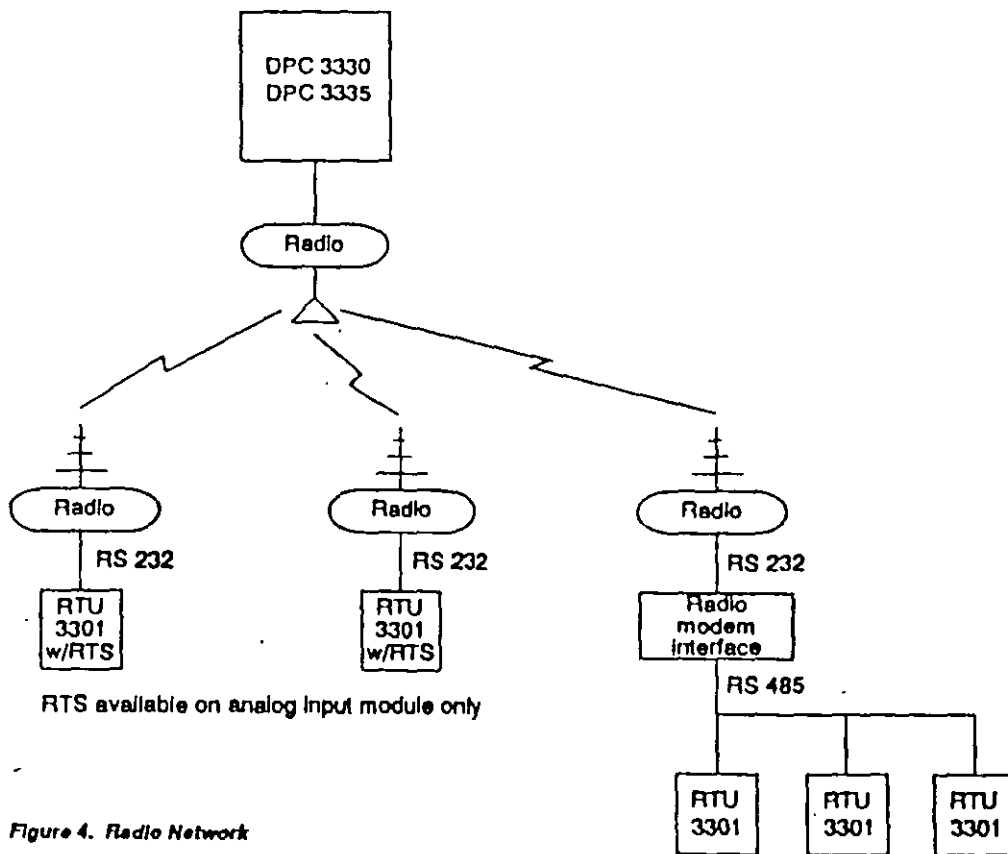 DPC 3330
DPC 3335
Radio
Radio
Radio
Radio
RS 232
RS 232
RS 232
RTU
3301
w/RTS
RTU
3301
w/RTS
Radio
modem
interface
RTS available on analog input module only
RS 485
RTU
3301
RTU
3301
RTU
3301
Figure 4. Radio Network